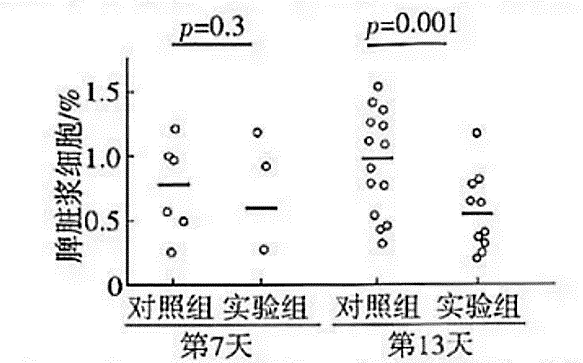 p=0.3 p=0.001
脾脏浆细胞/%
1.5
1.0
0.5
0
对照组 实验组 对照组 实验组
第7天 第13天